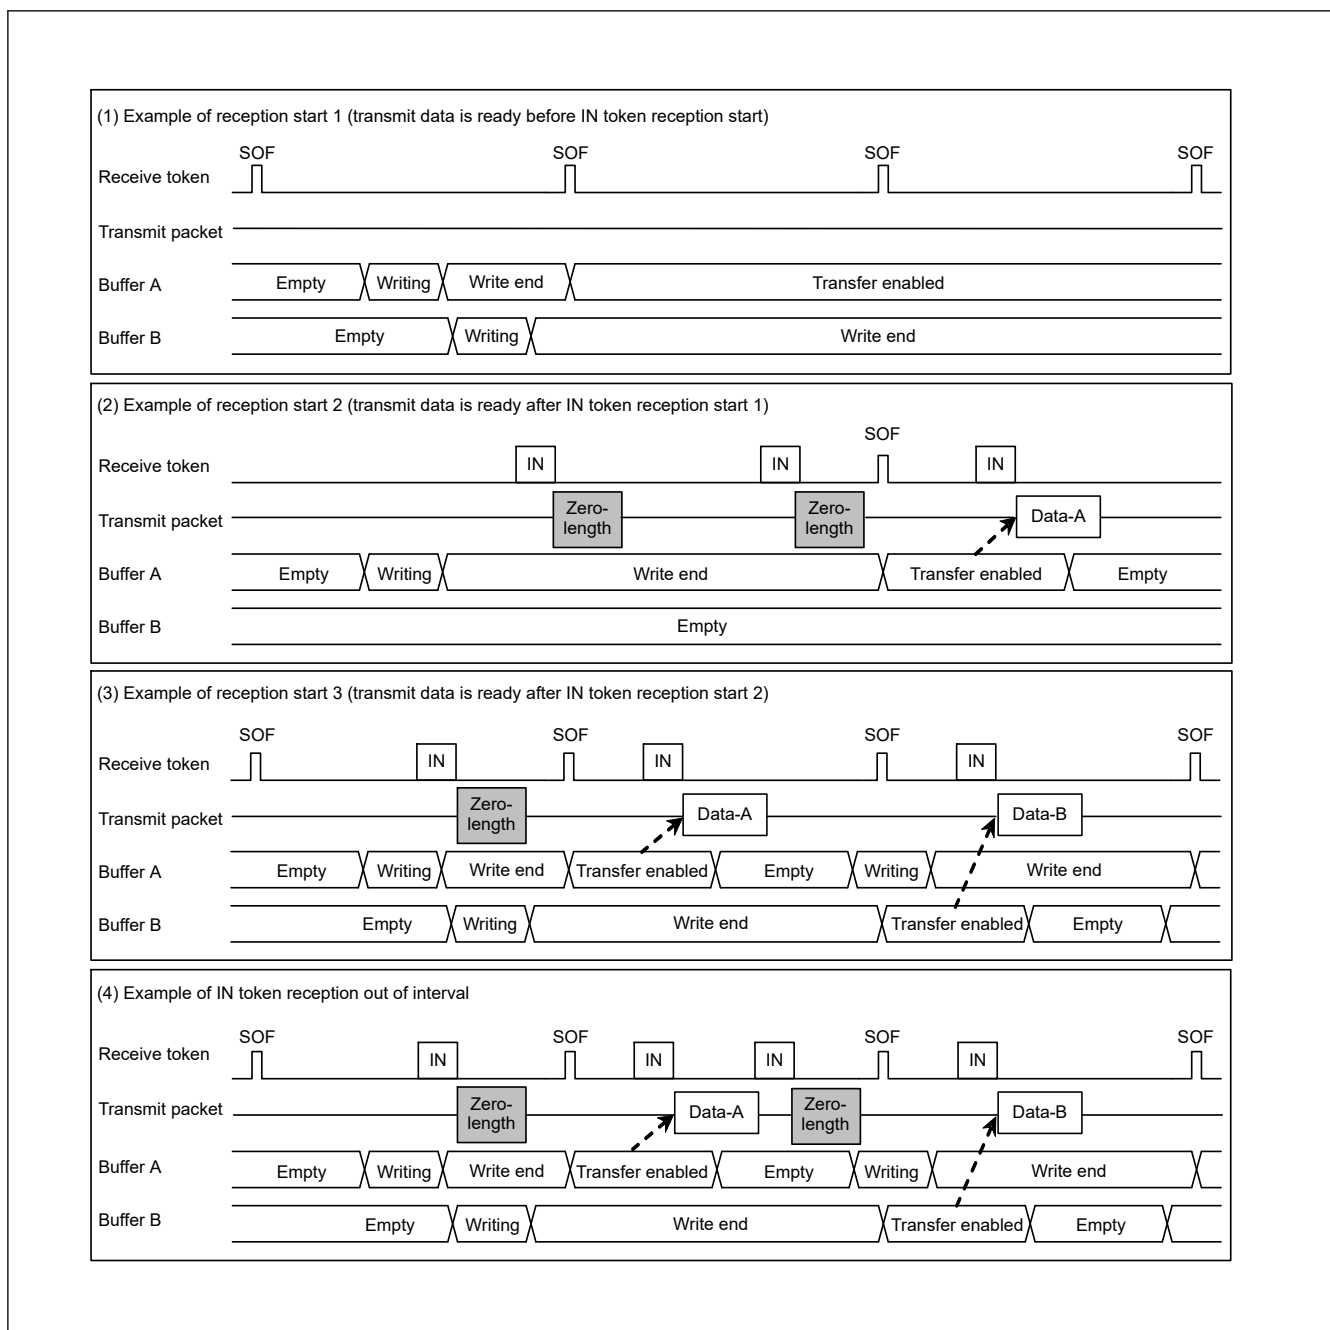 (1) Example of reception start 1 (transmit data is ready before IN token reception start)
SOF SOF SOF SOF
Receive token
Transmit packet
Buffer A Empty Writing Write end Transfer enabled
Buffer B Empty Writing Write end
(2) Example of reception start 2 (transmit data is ready after IN token reception start 1)
SOF
Receive token IN IN IN
Transmit packet Zero- Zero- Data-A
length length
Buffer A Empty Writing Write end Transfer enabled Empty
Buffer B Empty
(3) Example of reception start 3 (transmit data is ready after IN token reception start 2)
SOF SOF SOF SOF
Receive token IN IN IN
Transmit packet Zero- Data-A Data-B
length
Buffer A Empty Writing Write end Transfer enabled Empty Writing Write end
Buffer B Empty Writing Write end Transfer enabled Empty
(4) Example of IN token reception out of interval
SOF SOF SOF SOF
Receive token IN IN IN IN
Transmit packet Zero- Data-A Zero- Data-B
length length
Buffer A Empty Writing Write end Transfer enabled Empty Writing Write end
Buffer B Empty Writing Write end Transfer enabled Empty